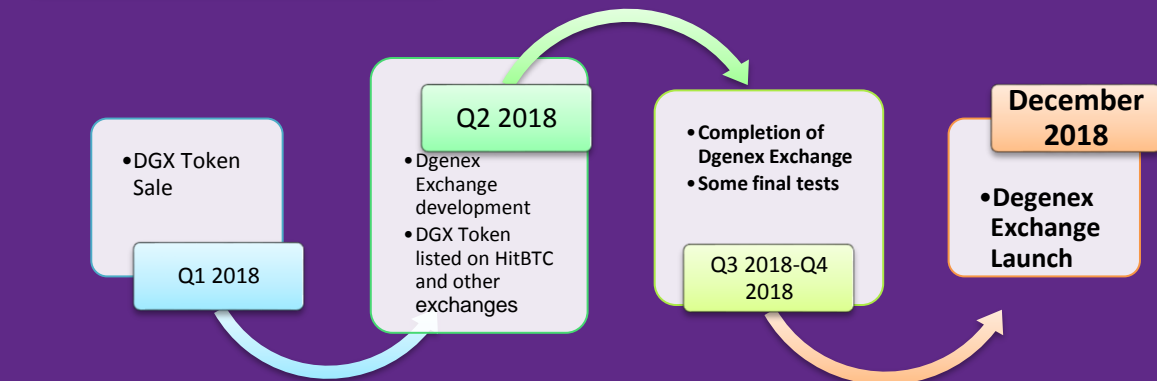 •DGX Token
Sale
Q1 2018
Q2 2018
•Dgenex
Exchange
development
•DGX Token
listed on HitBTC
and other
exchanges
•Completion of
Dgenex Exchange
•Some final tests
Q3 2018-Q4
2018
December
2018
•Degenex
Exchange
Launch